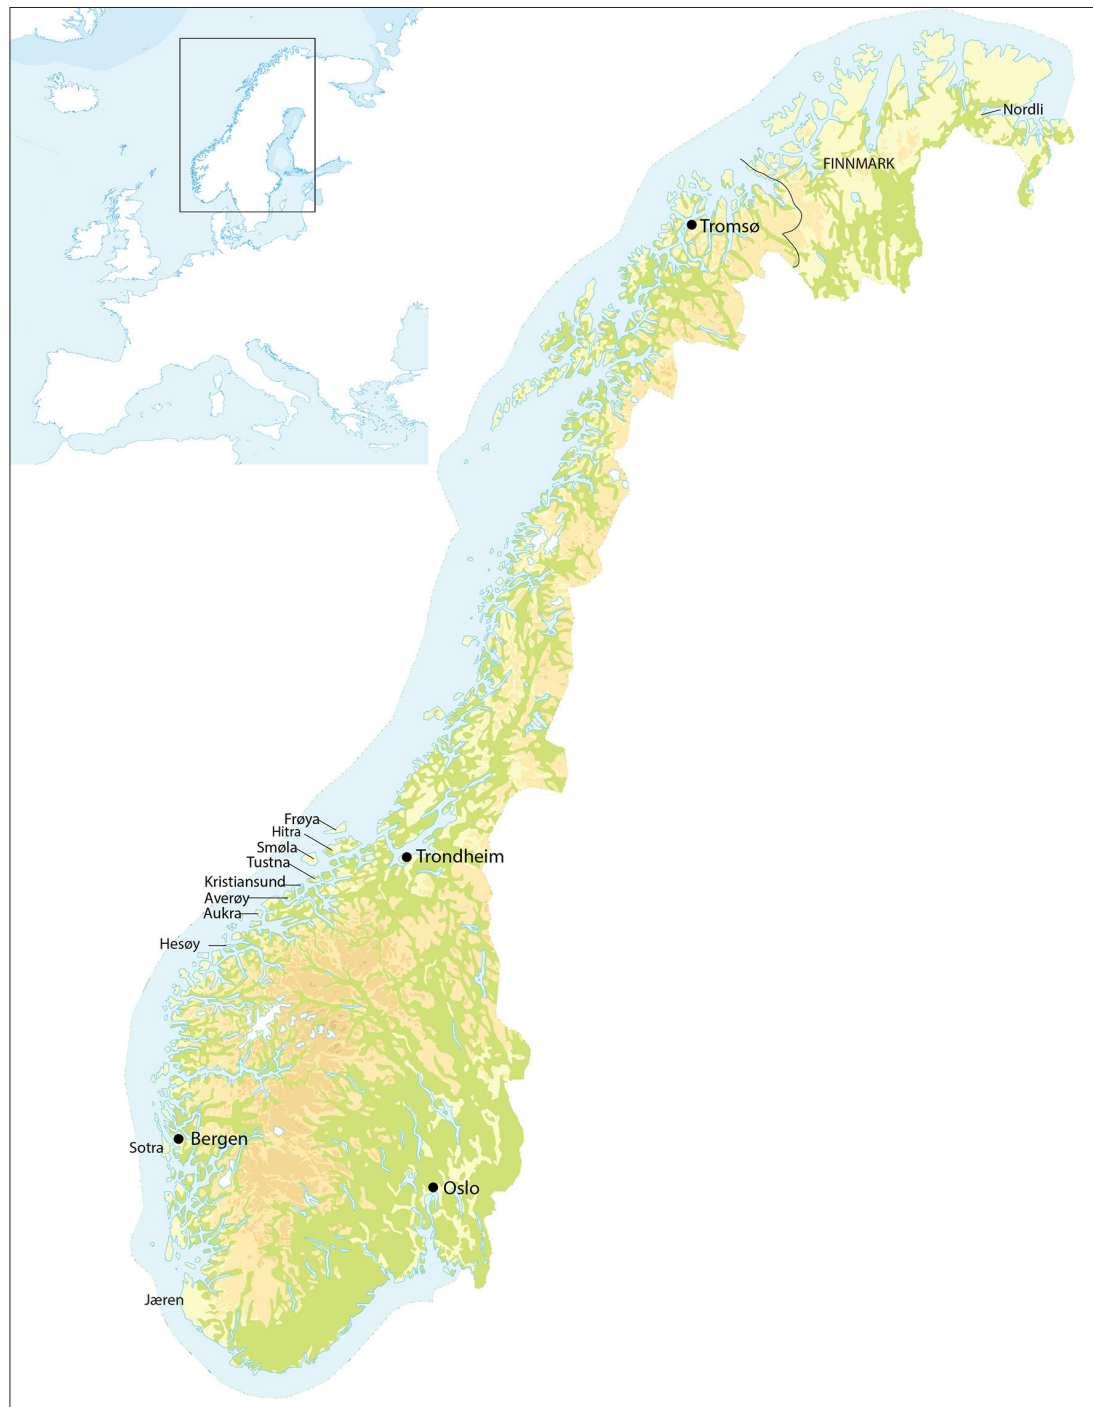 Nordli
FINNMARK
Tromsø
Frøya
Hitra
Smøla
Tustna
Trondheim
Kristiansund
Averøy
Aukra
Hesøy
Bergen
Sotra
Oslo
Jæren